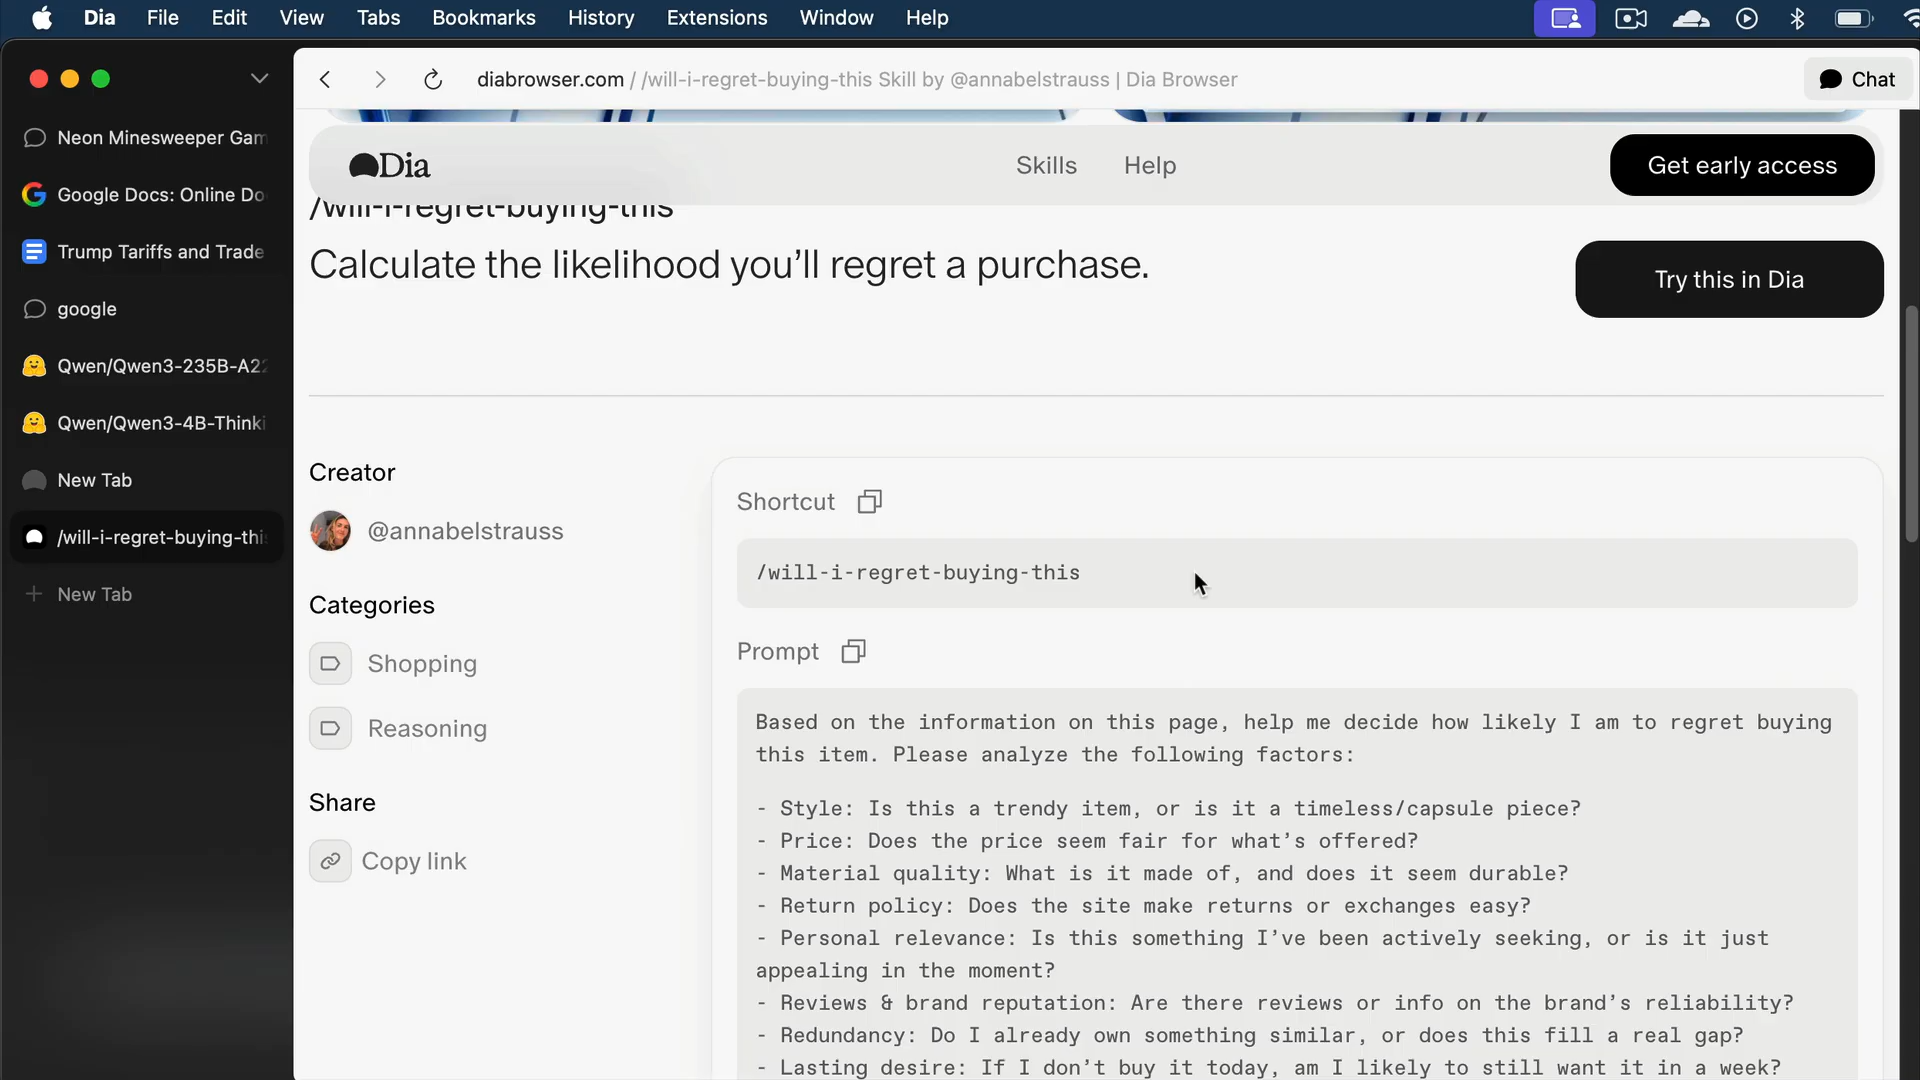 Dia File Edit View Tabs Bookmarks History Extensions Window Help
diabrowser.com / /will-i-regret-buying-this Skill by @annabelstrauss | Dia Browser
Chat
Neon Minesweeper Gam
Google Docs: Online Do
Trump Tariffs and Trade
google
Qwen/Qwen3-235B-A22
Qwen/Qwen3-4B-Thinki
New Tab
/will-i-regret-buying-thi
+ New Tab
Dia
Skills
Help
Get early access
/will-i-regret-buying-this
Calculate the likelihood you’ll regret a purchase.
Try this in Dia
Creator
@annabelstrauss
Categories
Shopping
Reasoning
Share
Copy link
Shortcut
/will-i-regret-buying-this
Prompt
Based on the information on this page, help me decide how likely I am to regret buying
this item. Please analyze the following factors:
- Style: Is this a trendy item, or is it a timeless/capsule piece?
- Price: Does the price seem fair for what’s offered?
- Material quality: What is it made of, and does it seem durable?
- Return policy: Does the site make returns or exchanges easy?
- Personal relevance: Is this something I’ve been actively seeking, or is it just
appealing in the moment?
- Reviews & brand reputation: Are there reviews or info on the brand’s reliability?
- Redundancy: Do I already own something similar, or does this fill a real gap?
- Lasting desire: If I don’t buy it today, am I likely to still want it in a week?